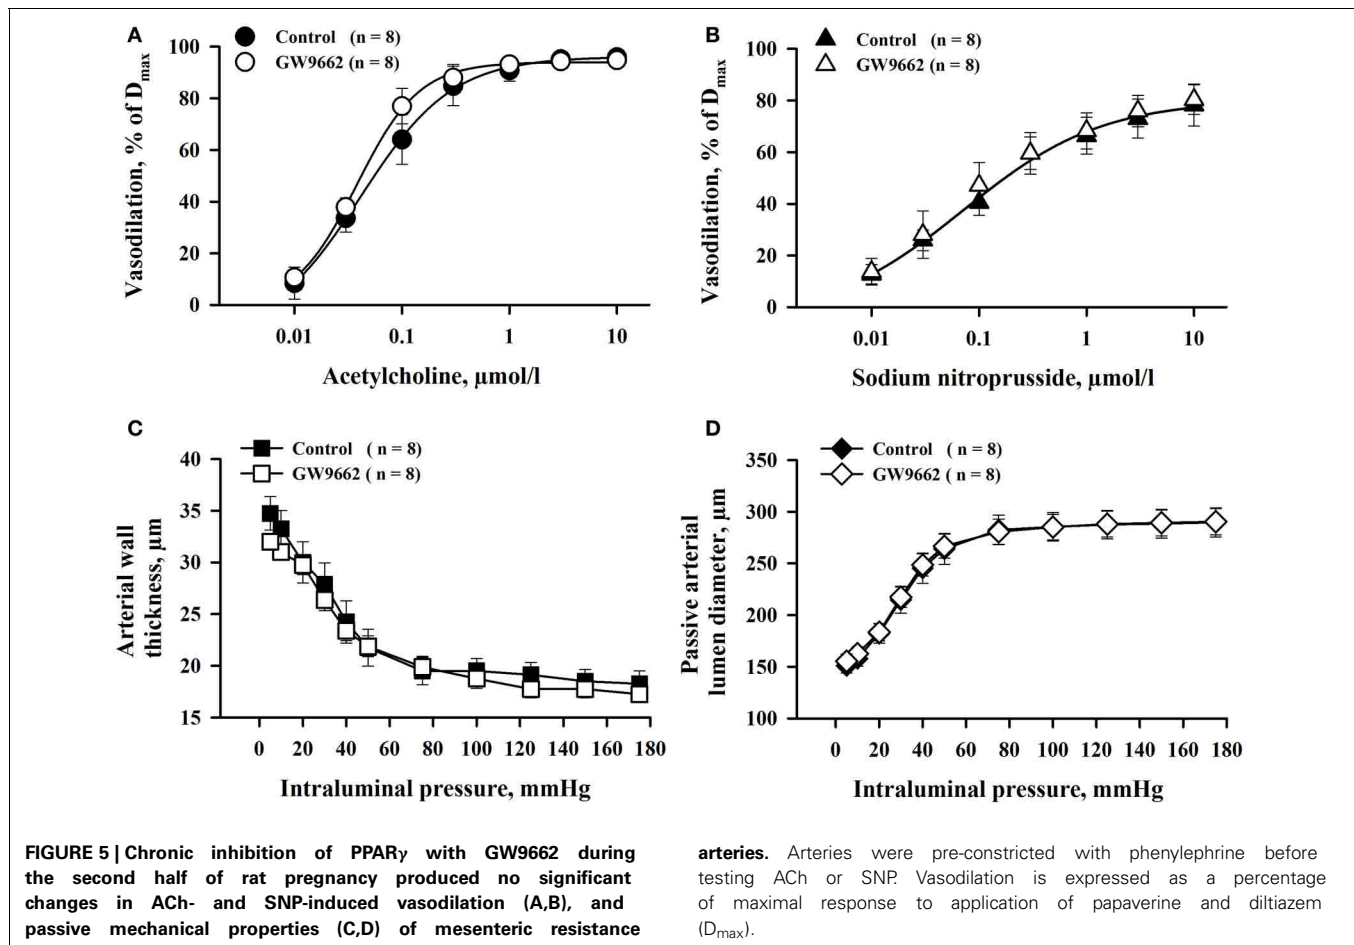 A
Control (n = 8)
GW9662 (n = 8)
100
80
60
40
20
0
Vasodilation, % of Dmax
0.01 0.1 1 10
Acetylcholine, µmol/l
B
Control (n = 8)
GW9662 (n = 8)
100
80
60
40
20
0
Vasodilation, % of Dmax
0.01 0.1 1 10
Sodium nitroprusside, µmol/l
C
Control ( n = 8)
GW9662 ( n = 8)
40
35
30
25
20
15
Arterial wall
thickness, µm
0 20 40 60 80 100 120 140 160 180
Intraluminal pressure, mmHg
D
Control ( n = 8)
GW9662 ( n = 8)
350
300
250
200
150
100
Passive arterial
lumen diameter, µm
0 20 40 60 80 100 120 140 160 180
Intraluminal pressure, mmHg
FIGURE 5 | Chronic inhibition of PPARγ with GW9662 during
the second half of rat pregnancy produced no significant
changes in ACh- and SNP-induced vasodilation (A,B), and
passive mechanical properties (C,D) of mesenteric resistance
arteries. Arteries were pre-constricted with phenylephrine before
testing ACh or SNP. Vasodilation is expressed as a percentage
of maximal response to application of papaverine and diltiazem
(Dmax).